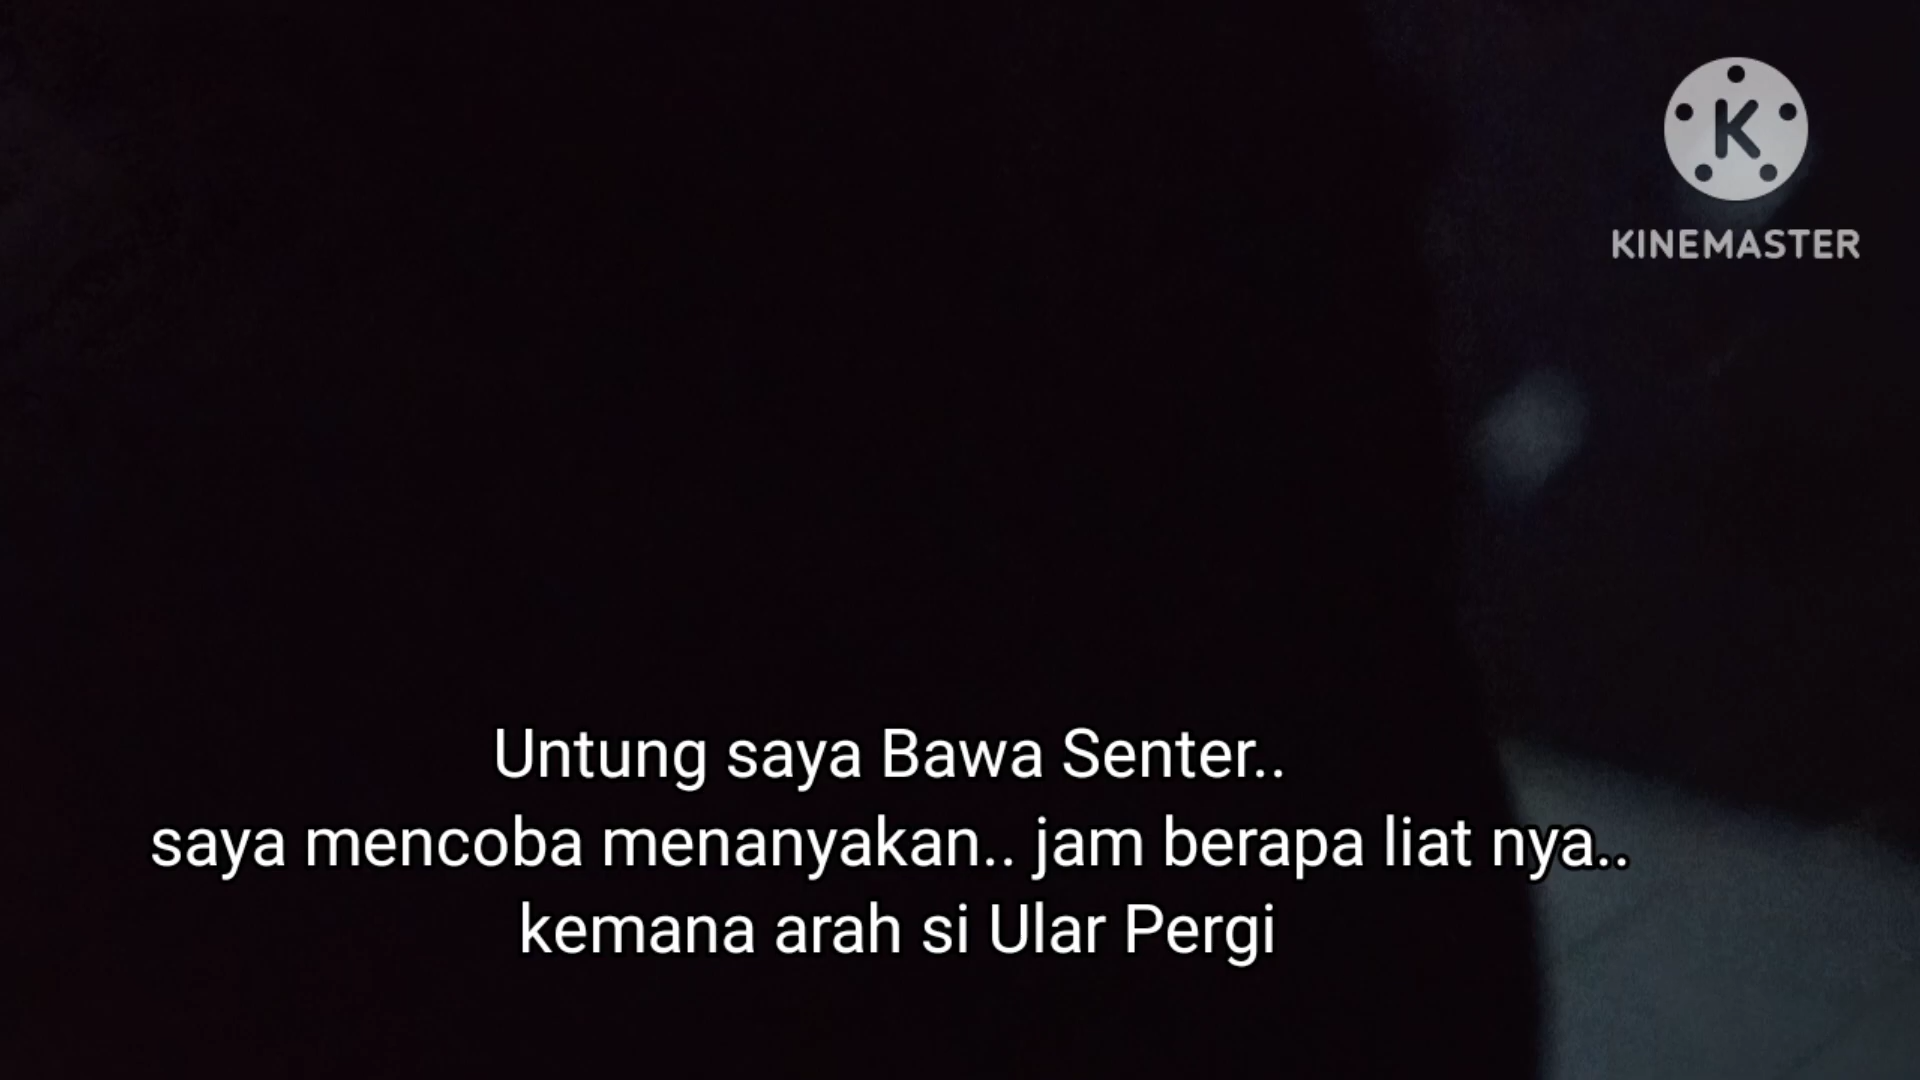 K
KINEMASTER
Untung saya Bawa Senter..
saya mencoba menanyakan.. jam berapa liat nya..
kemana arah si Ular Pergi